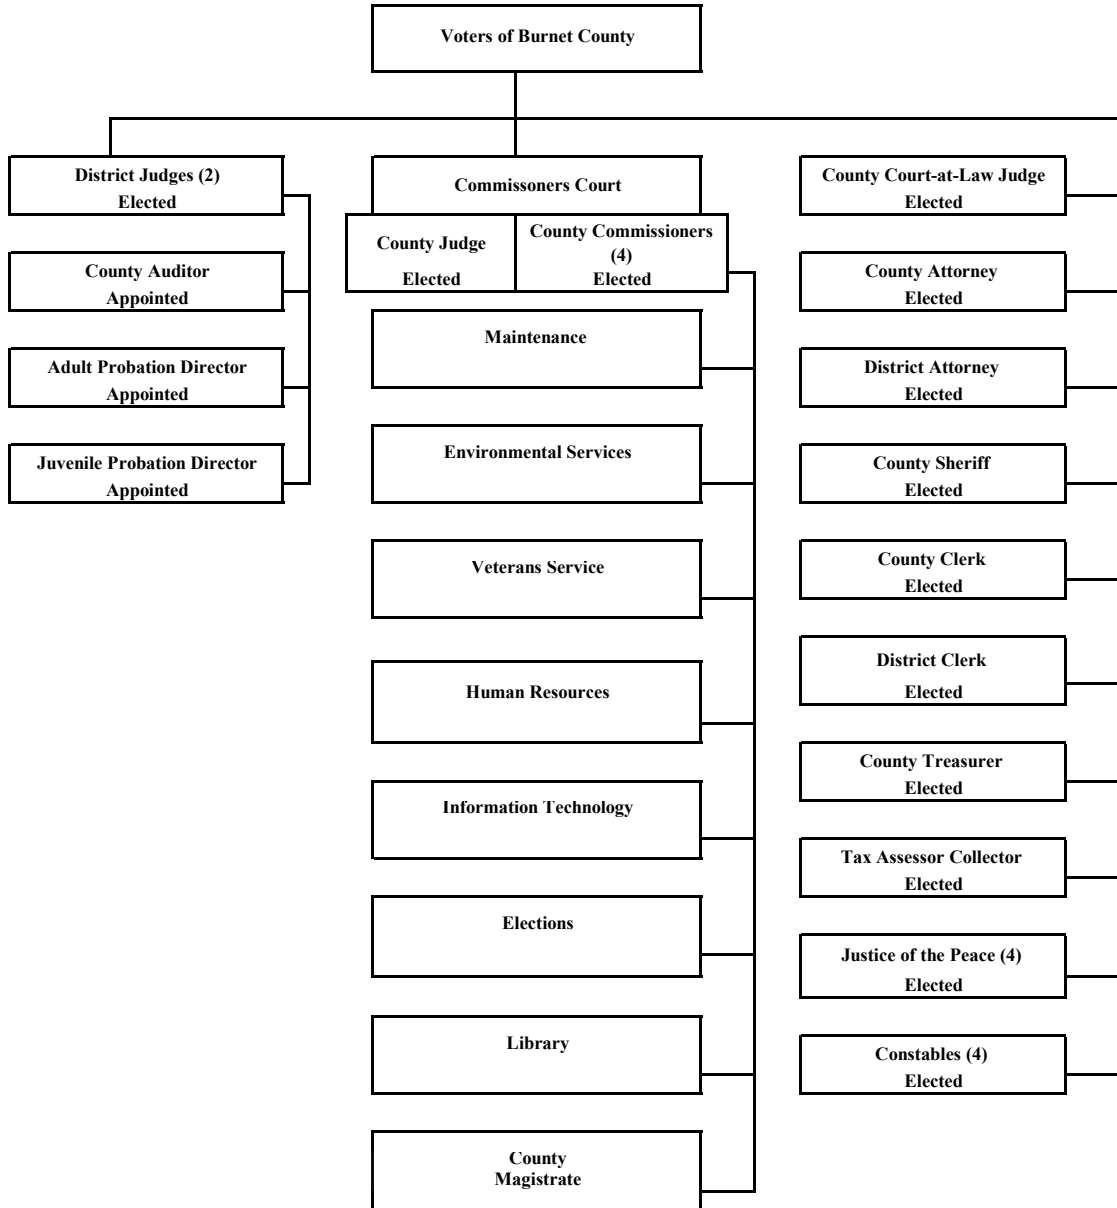 Voters of Burnet County
District Judges (2)
Elected
County Auditor
Appointed
Adult Probation Director
Appointed
Juvenile Probation Director
Appointed
Commissoners Court
County Judge
Elected
County Commissioners
(4)
Elected
Maintenance
Environmental Services
Veterans Service
Human Resources
Information Technology
Elections
Library
County
Magistrate
County Court-at-Law Judge
Elected
County Attorney
Elected
District Attorney
Elected
County Sheriff
Elected
County Clerk
Elected
District Clerk
Elected
County Treasurer
Elected
Tax Assessor Collector
Elected
Justice of the Peace (4)
Elected
Constables (4)
Elected